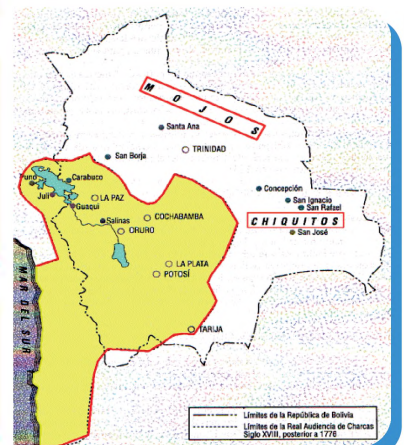 MOJOS
Santa Ana
TRINIDAD
San Borja
Puno
Carabuco
Juli
LA PAZ
Guaqui
Salinas
COCHABAMBA
ORURO
Concepción
San Ignacio
San Rafael
CHIQUITOS
San José
LA PLATA
POTOSÍ
MAR DEL SUR
TARIJA
Límites de la República de Bolivia
Límites de la Real Audiencia de Charcas
Siglo XVIII, posterior a 1776